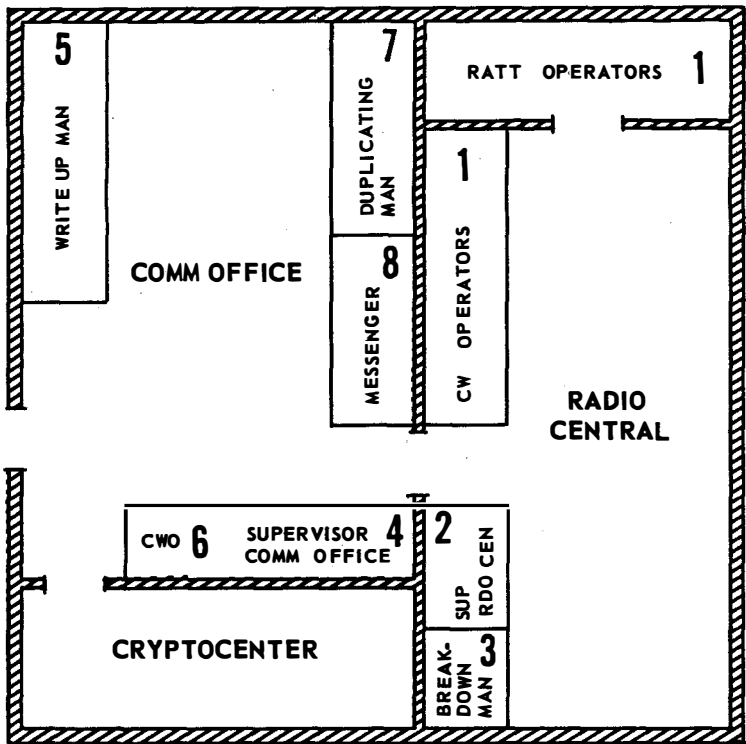 5
WRITE UP MAN
7
DUPLICATING
MAN
RATT OPERATORS 1
1
CW OPERATORS
COMM OFFICE
8
MESSENGER
RADIO
CENTRAL
CWO 6
SUPERVISOR 4
COMM OFFICE
2
SUP
RDO CEN
CRYPTOCENTER
3
BREAK-
DOWN
MAN